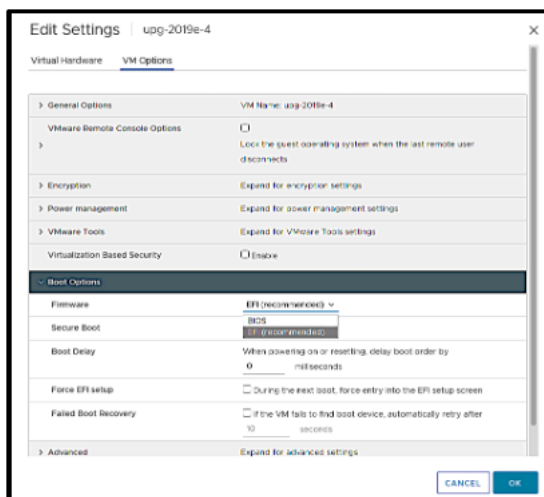 Edit Settings | upg-2019e-4
Virtual Hardware VM Options
General Options VM Name: upg-2019e-4
VMware Remote Console Options
Lock the guest operating system when the last remote user
disconnects
Encryption Expand for encryption settings
Power management Expand for power management settings
VMware Tools Expand for VMware Tools settings
Virtualization Based Security Enable
Boot Options
Firmware EFI (recommended)
BIOS
EFI (recommended)
Secure Boot
Boot Delay When powering on or resetting, delay boot order by
0 milliseconds
Force EFI setup During the next boot, force entry into the EFI setup screen
Failed Boot Recovery If the VM fails to find boot device, automatically retry after
10 seconds
Advanced Expand for advanced settings
CANCEL OK